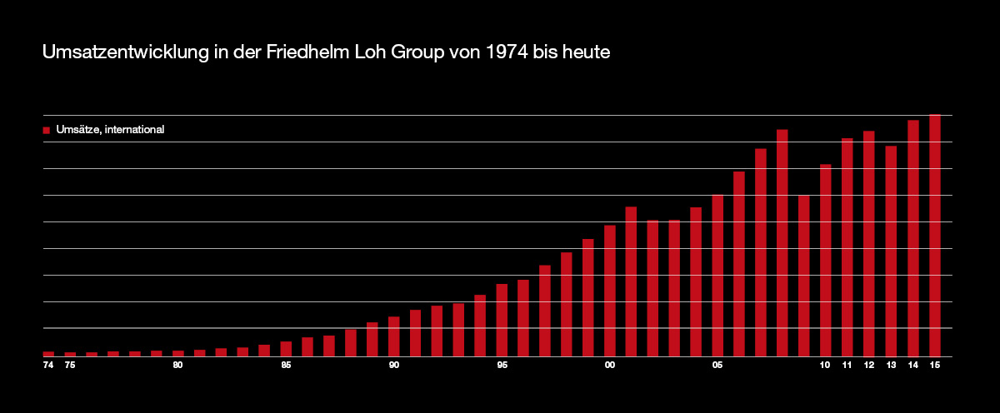 Umsatzentwicklung in der Friedhelm Loh Group von 1974 bis heute
Umsätze, international
74 75 80 85 90 95 00 05 10 11 12 13 14 15